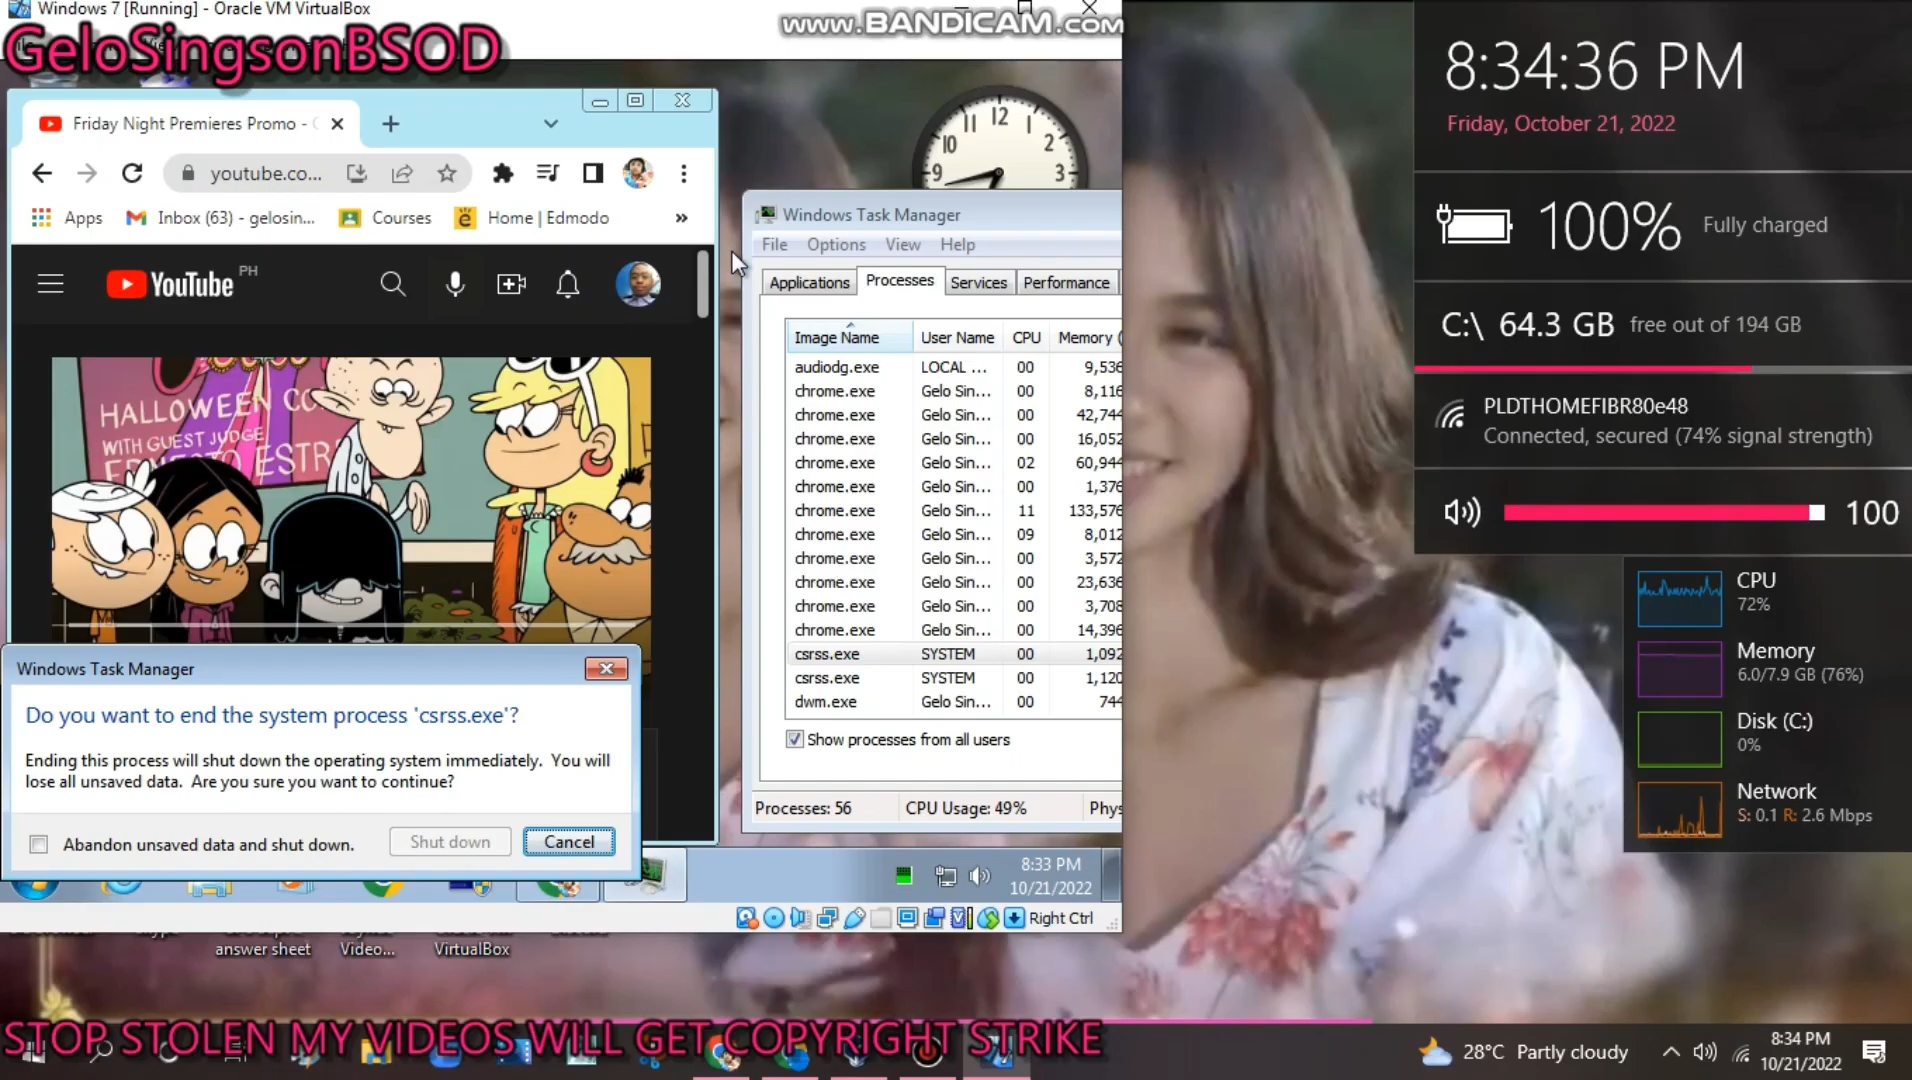 Windows 7 [Running] - Oracle VM VirtualBox
GeloSingsonBSOD
www.BANDICAM.com
Friday Night Premieres Promo -
youtube.co...
Apps
Inbox (63) - gelosin...
Courses
Home | Edmodo
»
YouTube PH
HALLOWEEN CO
WITH GUEST JUDGE
ERNESTO ESTR
12
11
1
10
2
9
3
Windows Task Manager
File Options View Help
Applications Processes Services Performance
Image Name User Name CPU Memory (
audiodg.exe LOCAL ... 00 9,536
chrome.exe Gelo Sin... 00 8,116
chrome.exe Gelo Sin... 00 42,744
chrome.exe Gelo Sin... 00 16,052
chrome.exe Gelo Sin... 02 60,944
chrome.exe Gelo Sin... 00 1,376
chrome.exe Gelo Sin... 11 133,576
chrome.exe Gelo Sin... 09 8,012
chrome.exe Gelo Sin... 00 3,572
chrome.exe Gelo Sin... 00 23,636
chrome.exe Gelo Sin... 00 3,708
chrome.exe Gelo Sin... 00 14,396
csrss.exe SYSTEM 00 1,092
csrss.exe SYSTEM 00 1,120
dwm.exe Gelo Sin... 00 744
Show processes from all users
Processes: 56 CPU Usage: 49% Phys
Windows Task Manager
Do you want to end the system process 'csrss.exe'?
Ending this process will shut down the operating system immediately. You will
lose all unsaved data. Are you sure you want to continue?
Abandon unsaved data and shut down.
Shut down
Cancel
8:33 PM
10/21/2022
Right Ctrl
answer sheet
Video...
VirtualBox
8:34:36 PM
Friday, October 21, 2022
100% Fully charged
C:\ 64.3 GB free out of 194 GB
PLDTHOMEFIBR80e48
Connected, secured (74% signal strength)
100
CPU
72%
Memory
6.0/7.9 GB (76%)
Disk (C:)
0%
Network
S: 0.1 R: 2.6 Mbps
STOP STOLEN MY VIDEOS WILL GET COPYRIGHT STRIKE
28°C Partly cloudy
8:34 PM
10/21/2022